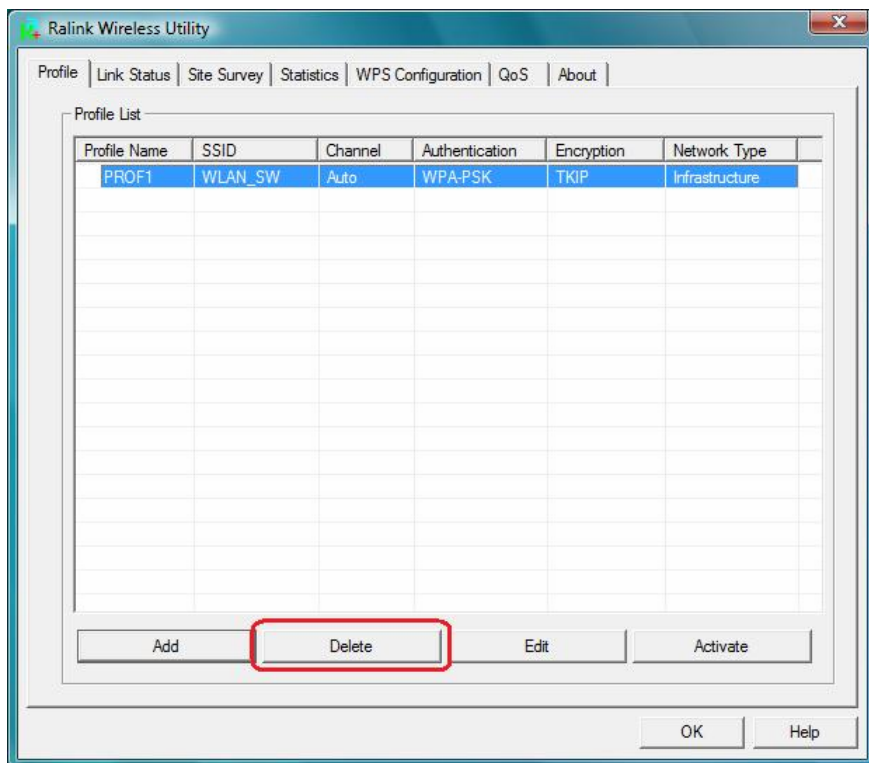 Ralink Wireless Utility
Profile Link Status Site Survey Statistics WPS Configuration QoS About
Profile List
Profile Name SSID Channel Authentication Encryption Network Type
PROF1 WLAN_SW Auto WPA-PSK TKIP Infrastructure
Add Delete Edit Activate
OK Help